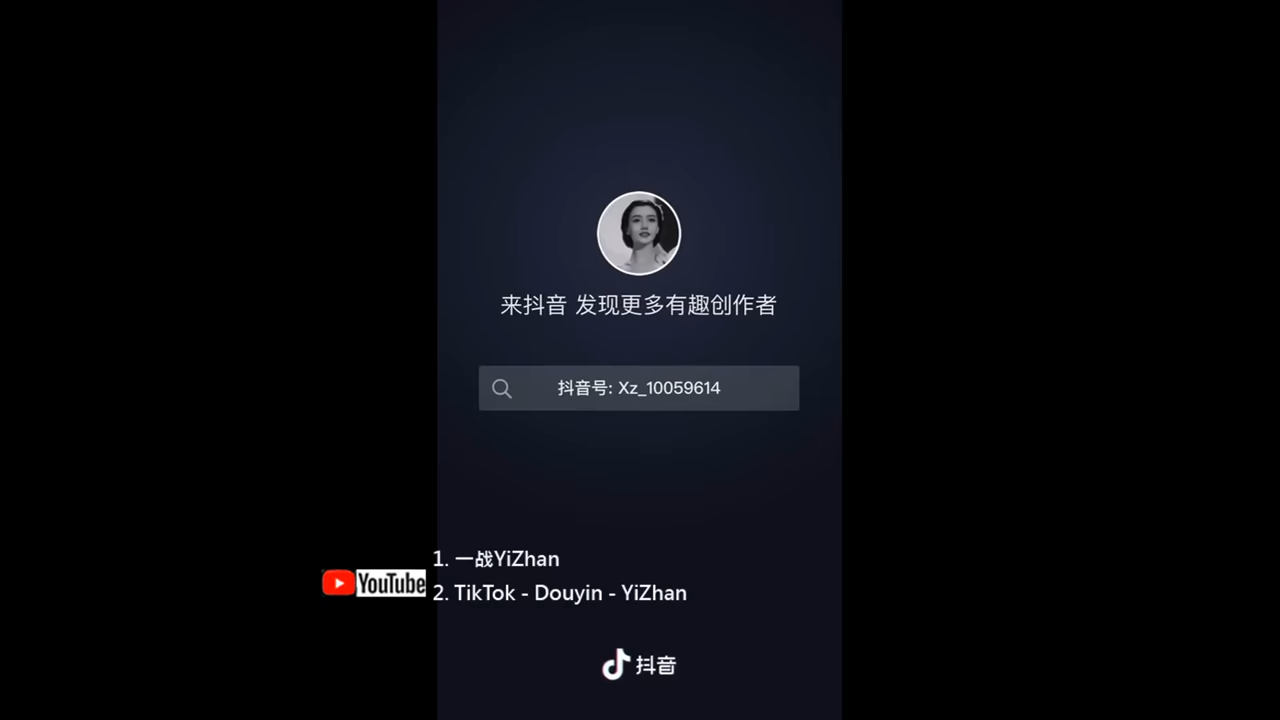 来抖音 发现更多有趣创作者
抖音号: Xz_10059614
1. 一战YiZhan
YouTube
2. TikTok - Douyin - YiZhan
抖音